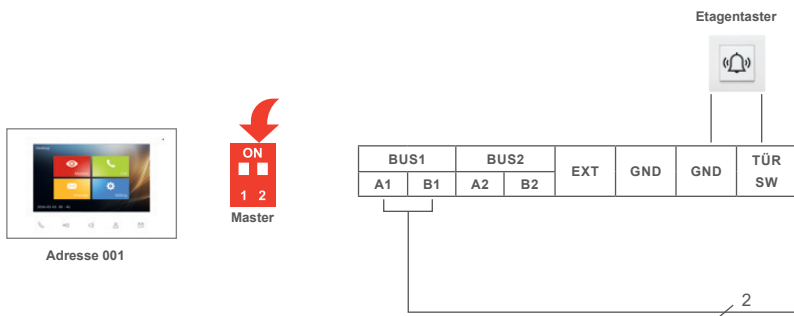 Etagentaster
BUS1 BUS2 EXT GND GND TÜR SW
A1 B1 A2 B2
ON
1 2
Master
Adresse 001
2